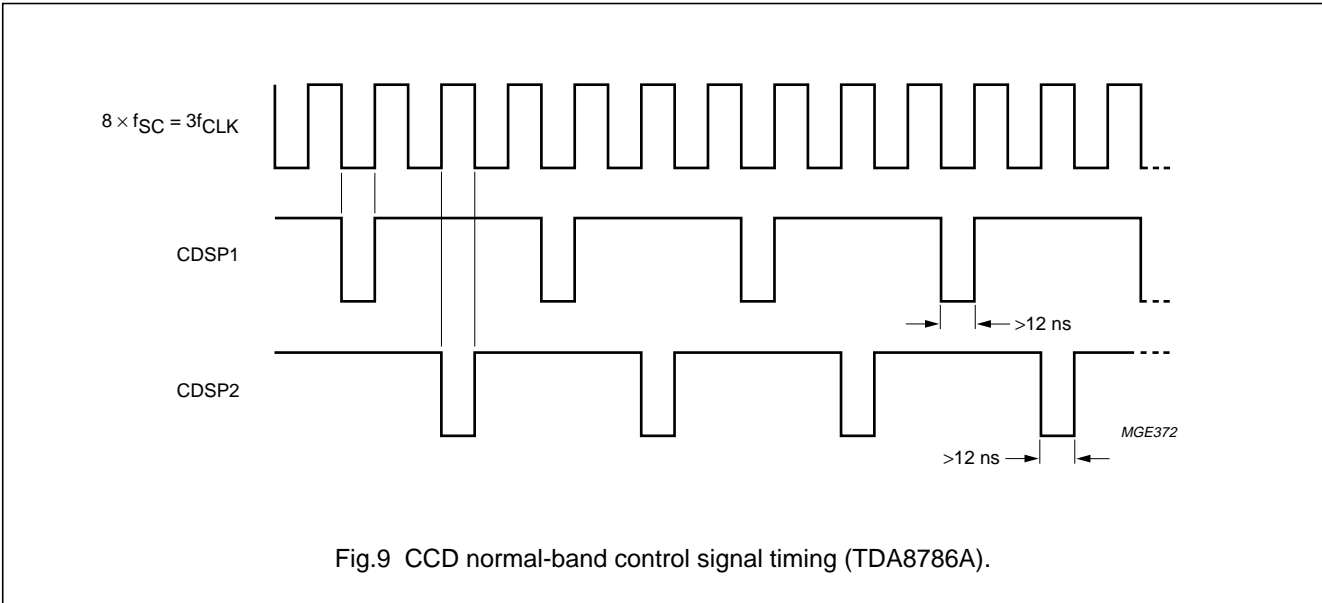 8 × fSC = 3fCLK
CDSP1
>12 ns
CDSP2
MGE372
>12 ns
Fig.9 CCD normal-band control signal timing (TDA8786A).